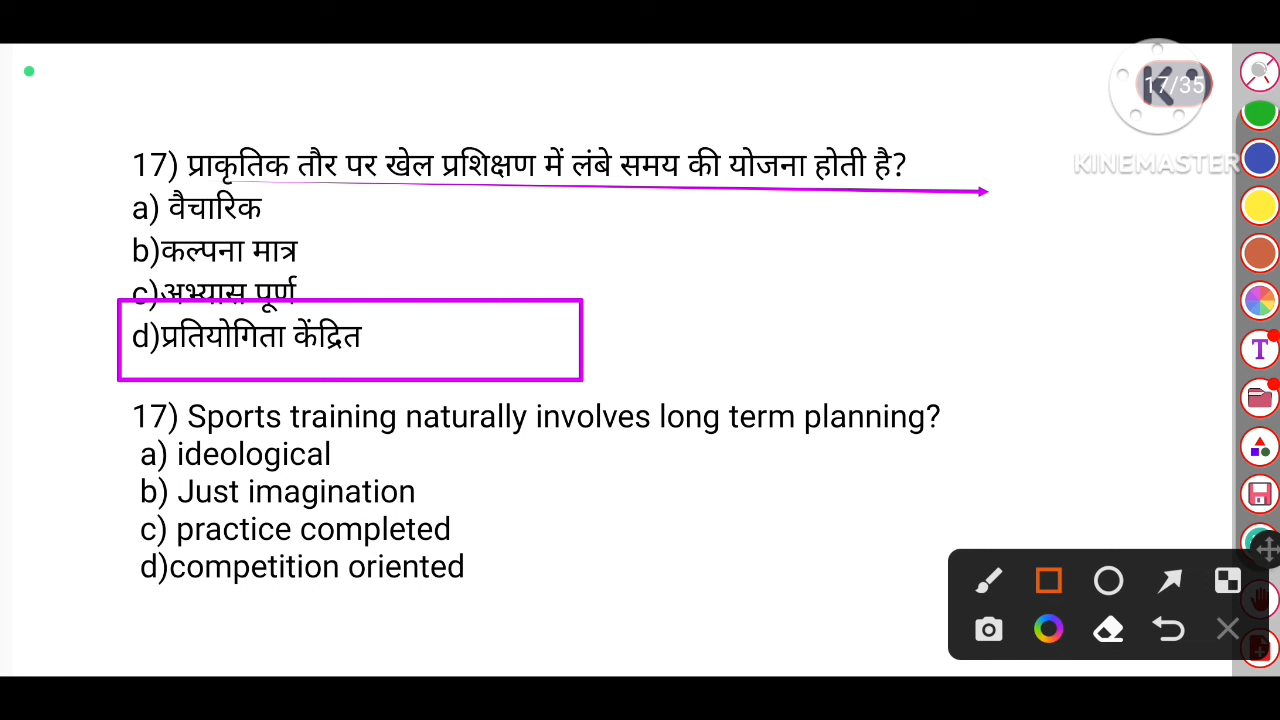 17/35
KINEMASTER
17) प्राकृतिक तौर पर खेल प्रशिक्षण में लंबे समय की योजना होती है?
a) वैचारिक
b)कल्पना मात्र
c)अभ्यास पूर्ण
d)प्रतियोगिता केंद्रित
17) Sports training naturally involves long term planning?
a) ideological
b) Just imagination
c) practice completed
d)competition oriented
T